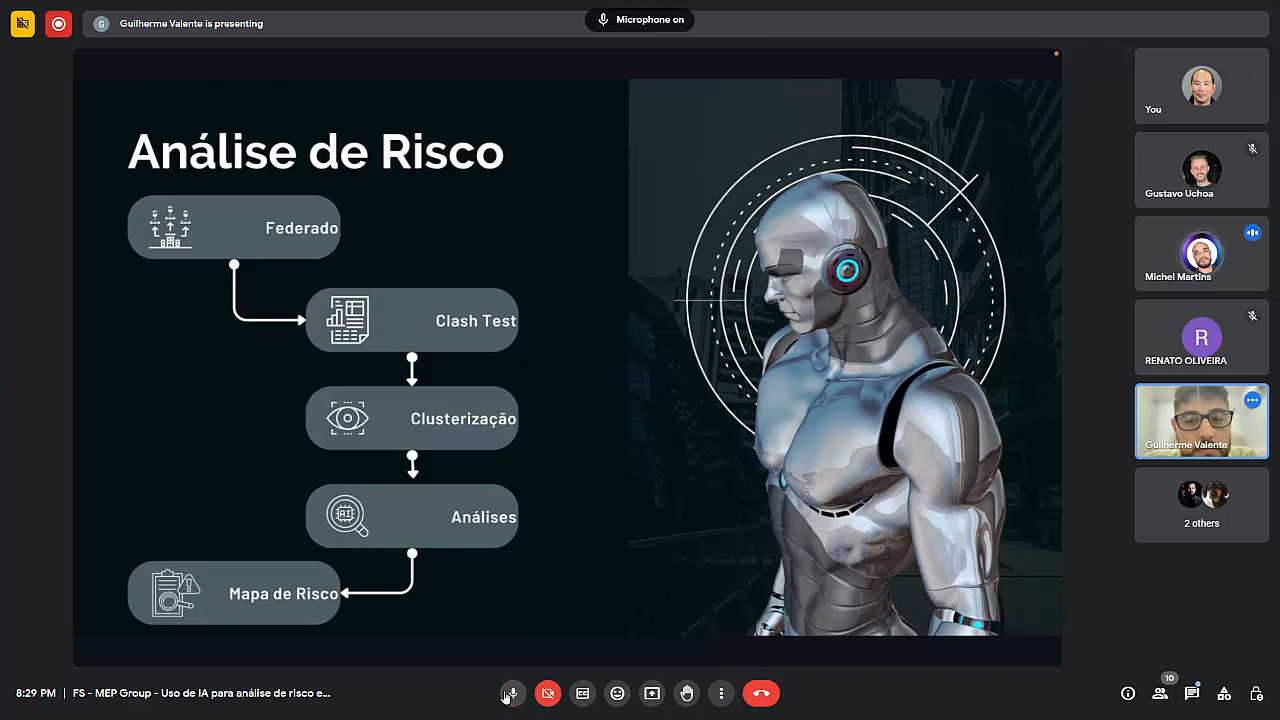 Guilherme Valente is presenting
Microphone on
Análise de Risco
Federado
Clash Test
Clusterização
AI
Análises
Mapa de Risco
G
You
Gustavo Uchoa
Michel Martins
R
RENATO OLIVEIRA
Guilherme Valente
2 others
8:29 PM | FS - MEP Group - Uso de IA para análise de risco e...
10